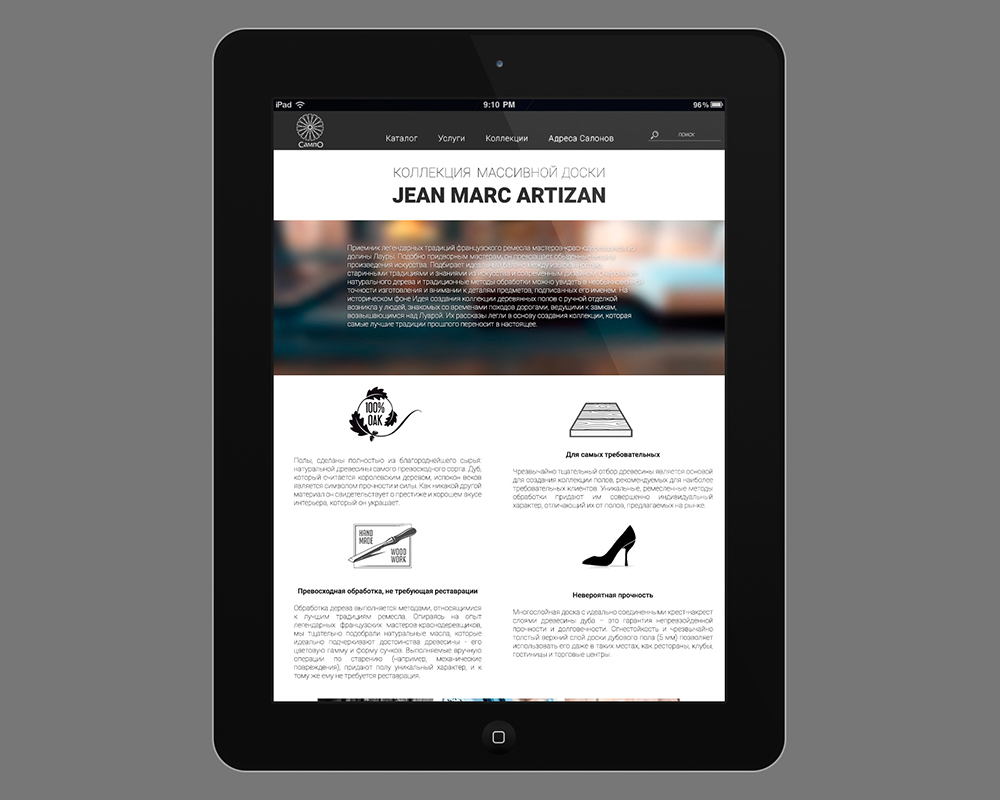 iPad 9:10 PM 96%
Каталог Услуги Коллекции Адреса Салонов поиск
СампО
КОЛЛЕКЦИЯ МАССИВНОЙ ДОСКИ
JEAN MARC ARTIZAN
Приемник легендарных традиций французского ремесла мастеров-краснодеревщиков из
долины Лауры. Подобно придворным мастерам, он превращает обыденные вещи в
произведения искусства. Подбирает идеальный баланс между изысканностью,
старинными традициями и знаниями из искусства и современным дизайном.
натурального дерева и традиционные методы обработки можно увидеть в необыкновенной
точности изготовления и внимании к деталям предметов, подписанных его именем. На
историческом фоне Идея создания коллекции деревянных полов с ручной отделкой
возникла у людей, знакомых со временами походов дорогами, ведущими к замкам,
возвышающимся над Луврой. Их рассказы легли в основу создания коллекции, которая
самые лучшие традиции прошлого переносит в настоящее.
100%
OAK
Полы, сделаны полностью из благороднейшего сырья:
натуральной древесины самого превосходного сорта. Дуб,
который считается королевским деревом, испокон веков
является символом прочности и силы. Как никакой другой
материал он свидетельствует о престиже и хорошем вкусе
интерьера, который он украшает.
Для самых требовательных
Чрезвычайно тщательный отбор древесины является основой
для создания коллекции полов, рекомендуемых для наиболее
требовательных клиентов. Уникальные, ремесленные методы
обработки придают им совершенно индивидуальный
характер, отличающий их от полов, предлагаемых на рынке.
HAND
MADE
WOOD
WORK
Превосходная обработка, не требующая реставрации
Обработка дерева выполняется методами, относящимися
к лучшим традициям ремесла. Опираясь на опыт
легендарных французских мастеров-краснодеревщиков,
мы тщательно подобрали натуральные масла, которые
идеально подчеркивают достоинства древесины - его
цветовую гамму и форму сучков. Выполняемые вручную
операции по старению (например, механические
повреждения), придают полу уникальный характер, и к
тому же ему не требуется реставрация.
Невероятная прочность
Многослойная доска с идеально соединенными крест-накрест
слоями древесины дуба – это гарантия непревзойденной
прочности и долговечности. Огнестойкость и чрезвычайно
толстый верхний слой доски дубового пола (5 мм) позволяет
использовать его даже в таких местах, как рестораны, клубы,
гостиницы и торговые центры.